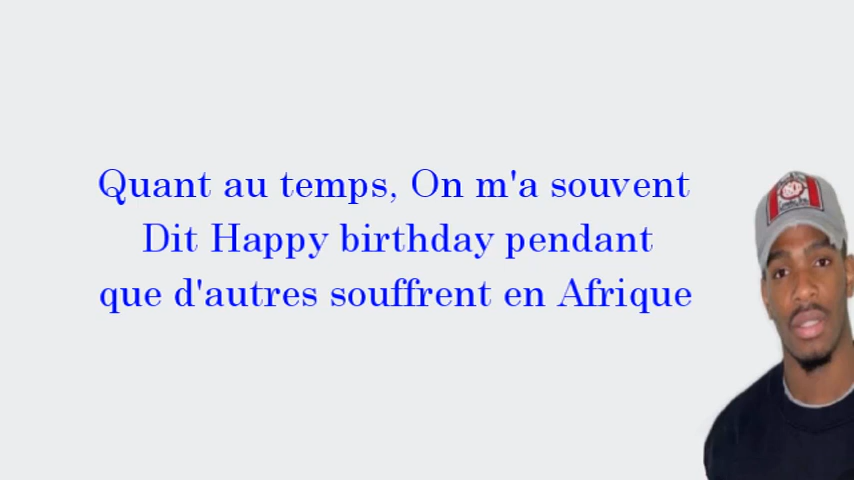 Quant au temps, On m'a souvent
Dit Happy birthday pendant
que d'autres souffrent en Afrique